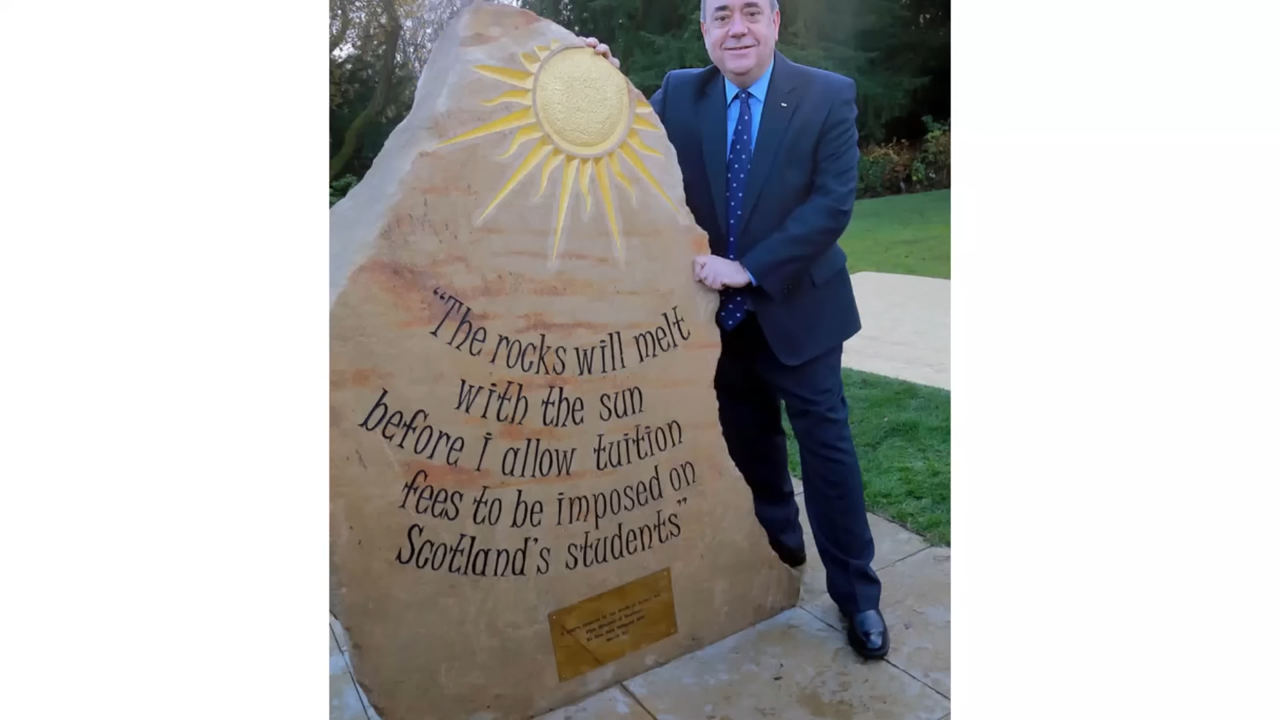 “The rocks will melt
with the sun
before i allow tuition
fees to be imposed on
Scotland's students”